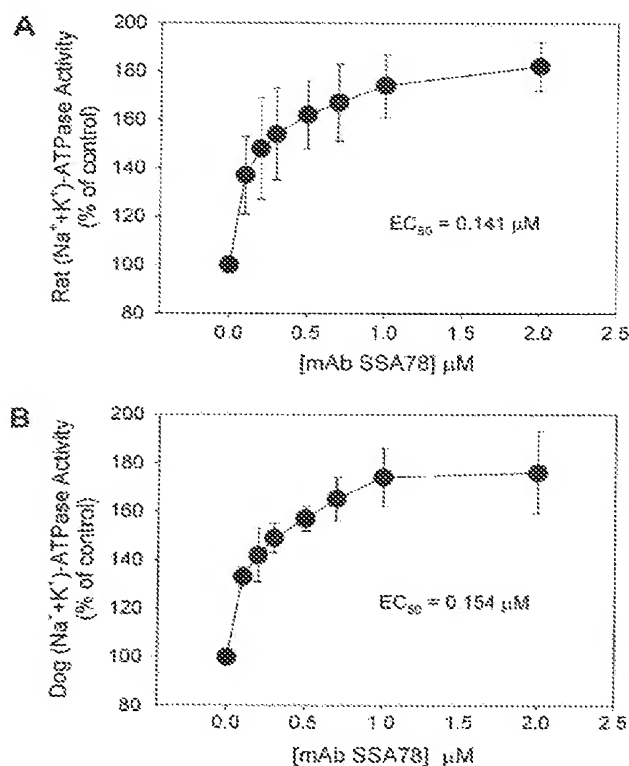 A
Rat (Na⁺+K⁺)-ATPase Activity
(% of control)
200
180
160
140
120
100
80
EC₅₀ = 0.141 μM
0.0 0.5 1.0 1.5 2.0 2.5
[mAb SSA78] μM
B
Dog (Na⁺+K⁺)-ATPase Activity
(% of control)
200
180
160
140
120
100
80
EC₅₀ = 0.154 μM
0.0 0.5 1.0 1.5 2.0 2.5
[mAb SSA78] μM